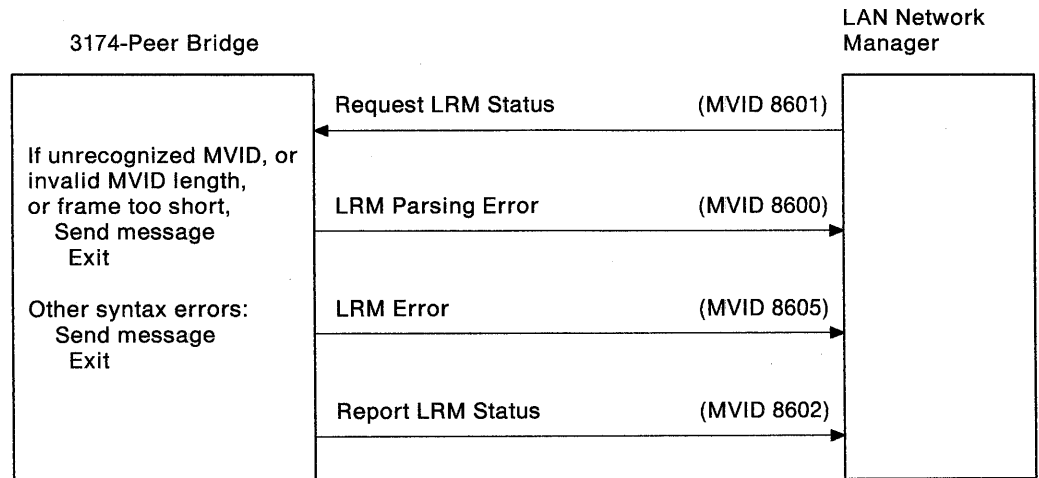 LAN Network
Manager
3174-Peer Bridge
Request LRM Status (MVID 8601)
If unrecognized MVID, or
invalid MVID length,
or frame too short,
Send message
Exit
LRM Parsing Error (MVID 8600)
Other syntax errors:
Send message
Exit
LRM Error (MVID 8605)
Report LRM Status (MVID 8602)